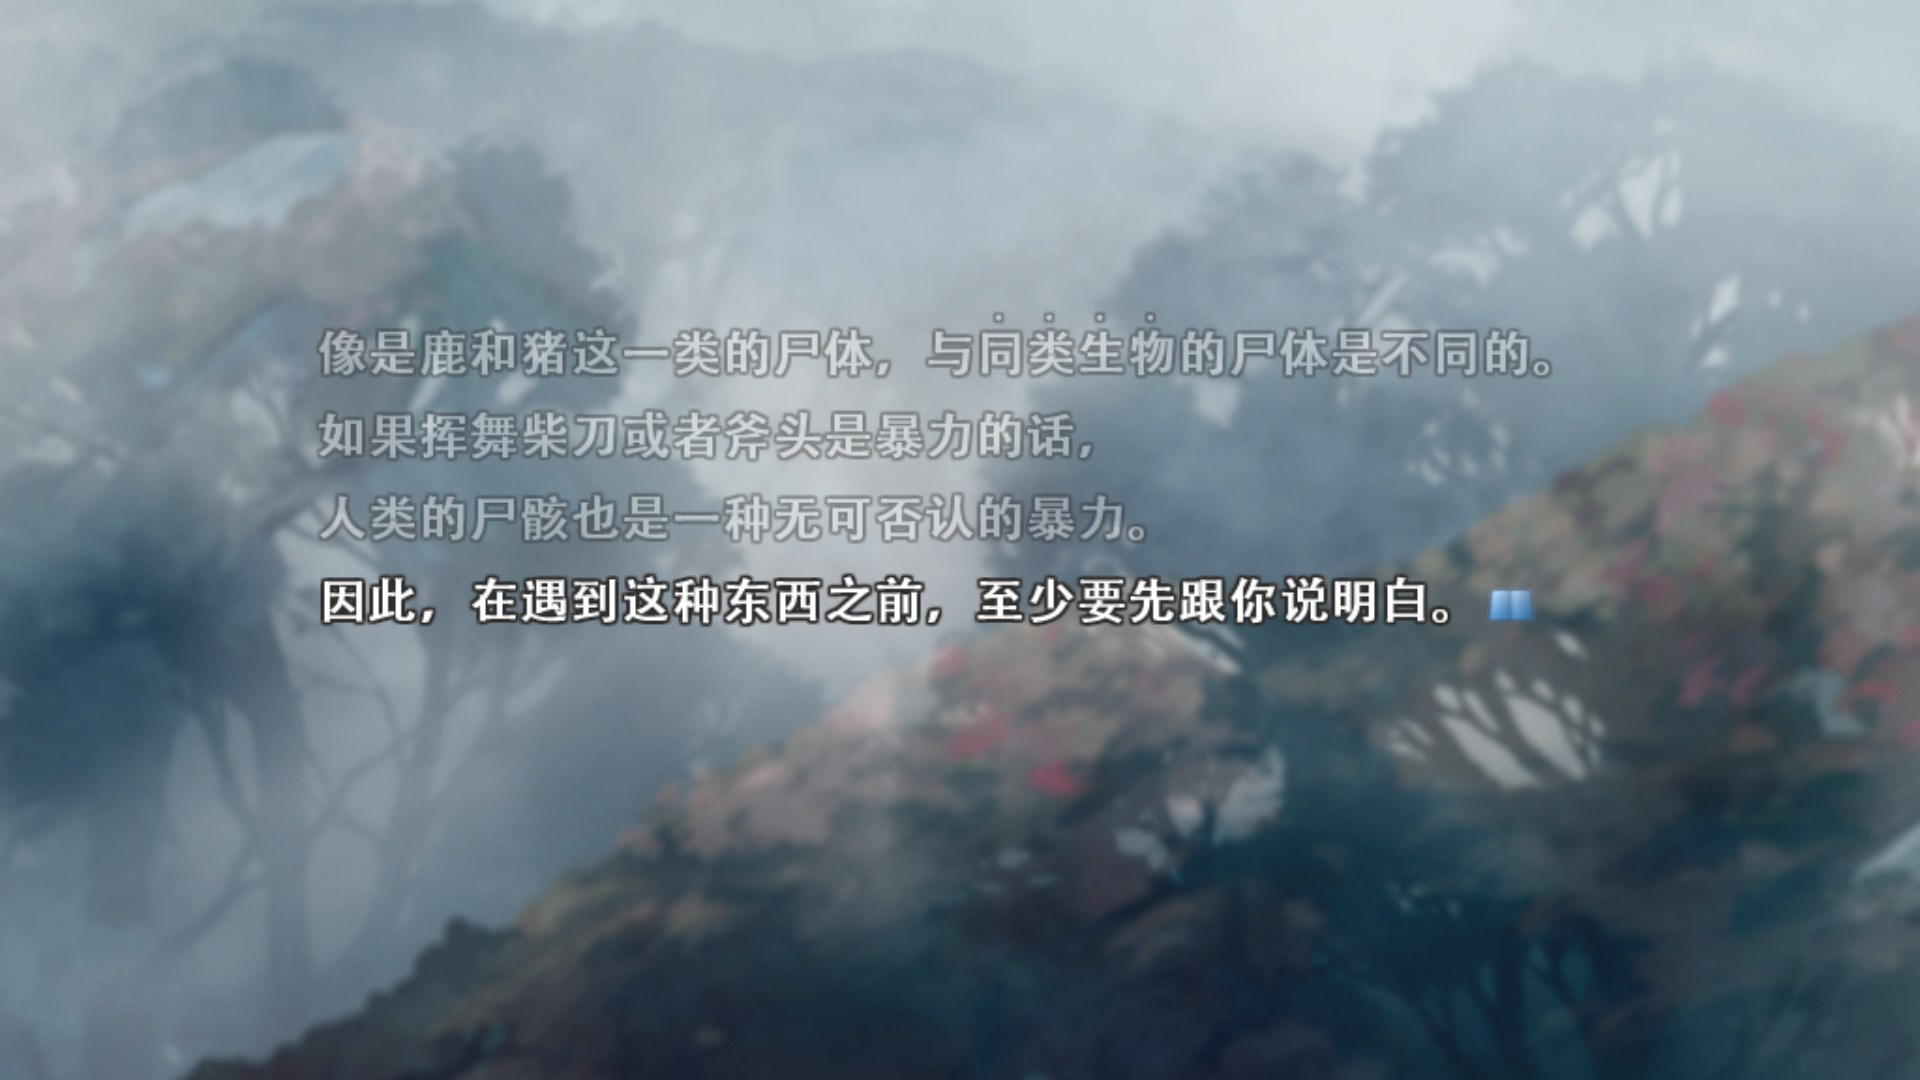 像是鹿和猪这一类的尸体，与同类生物的尸体是不同的。
如果挥舞柴刀或者斧头是暴力的话，
人类的尸骸也是一种无可否认的暴力。
因此，在遇到这种东西之前，至少要先跟你说明白。